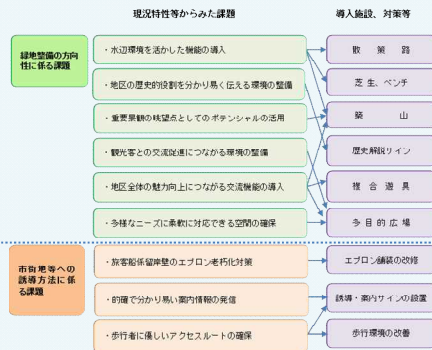 現況特性等からみた課題
導入施設、対策等
緑地整備の方向
性に係る課題
・水辺環境を活かした機能の導入
・地区の歴史的役割を分かり易く伝える環境の整備
・重要景観の眺望点としてのポテンシャルの活用
・観光客との交流促進につながる環境の整備
・地区全体の魅力向上につながる交流機能の導入
・多様なニーズに柔軟に対応できる空間の確保
散策路
芝生、ベンチ
築山
歴史解説サイン
複合遊具
多目的広場
市街地等への
誘導方法に係
る課題
・旅客船係留岸壁のエプロン老朽化対策
・的確で分かり易い案内情報の発信
・歩行者に優しいアクセスルートの確保
エプロン舗装の改修
誘導・案内サインの設置
歩行環境の改善